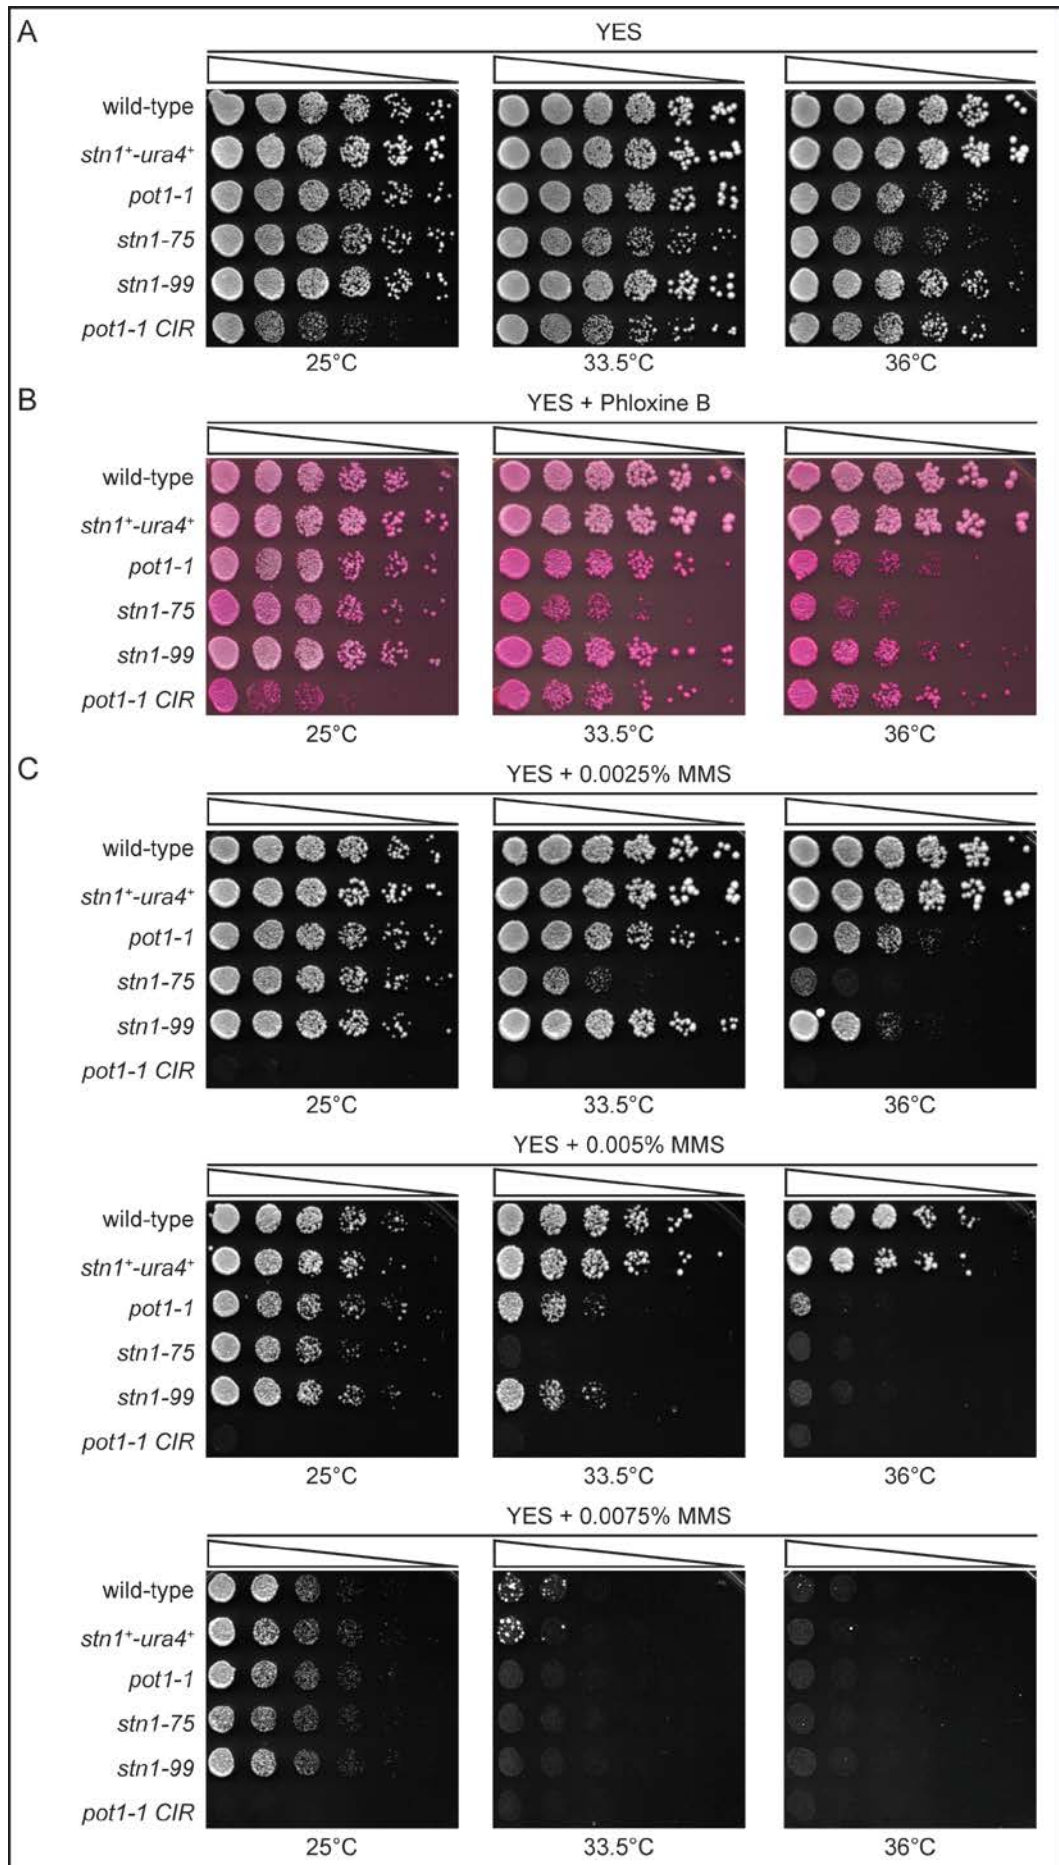 A
YES
wild-type
stn1⁺-ura4⁺
pot1-1
stn1-75
stn1-99
pot1-1 CIR
25°C 33.5°C 36°C
B
YES + Phloxine B
wild-type
stn1⁺-ura4⁺
pot1-1
stn1-75
stn1-99
pot1-1 CIR
25°C 33.5°C 36°C
C
YES + 0.0025% MMS
wild-type
stn1⁺-ura4⁺
pot1-1
stn1-75
stn1-99
pot1-1 CIR
25°C 33.5°C 36°C
YES + 0.005% MMS
wild-type
stn1⁺-ura4⁺
pot1-1
stn1-75
stn1-99
pot1-1 CIR
25°C 33.5°C 36°C
YES + 0.0075% MMS
wild-type
stn1⁺-ura4⁺
pot1-1
stn1-75
stn1-99
pot1-1 CIR
25°C 33.5°C 36°C